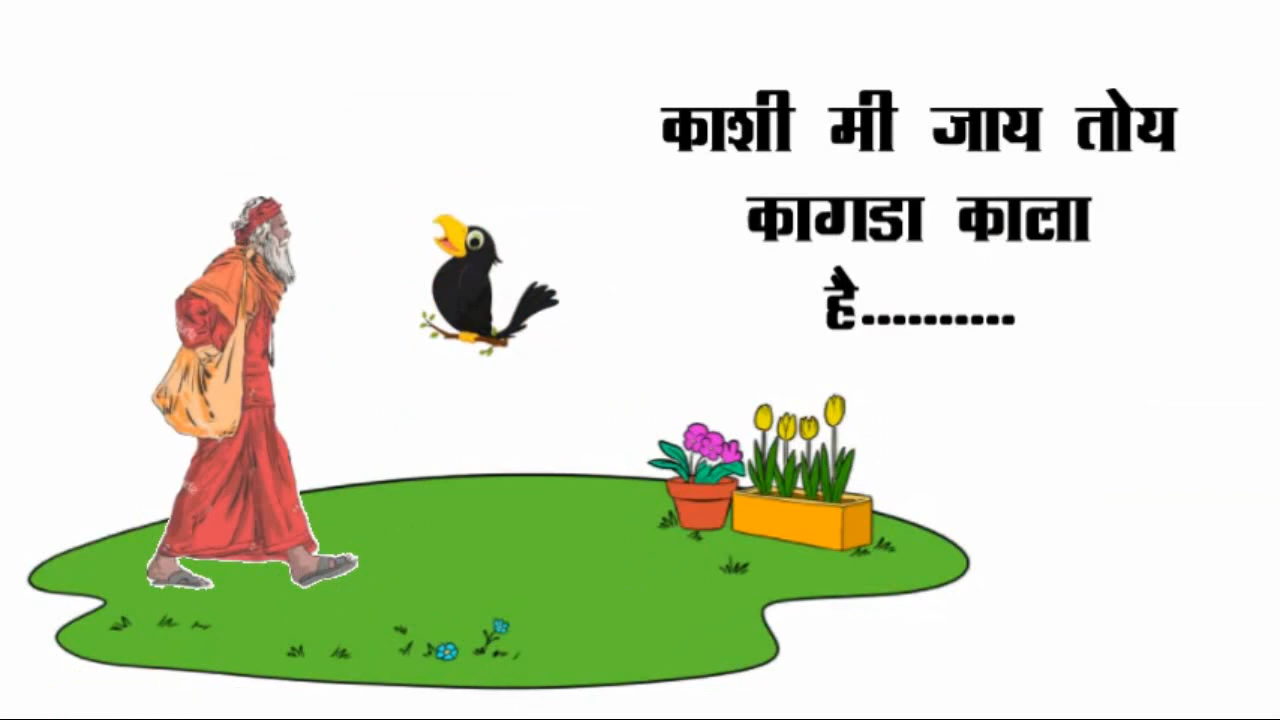 काशी मी जाय तोय
कागडा काला
है..........